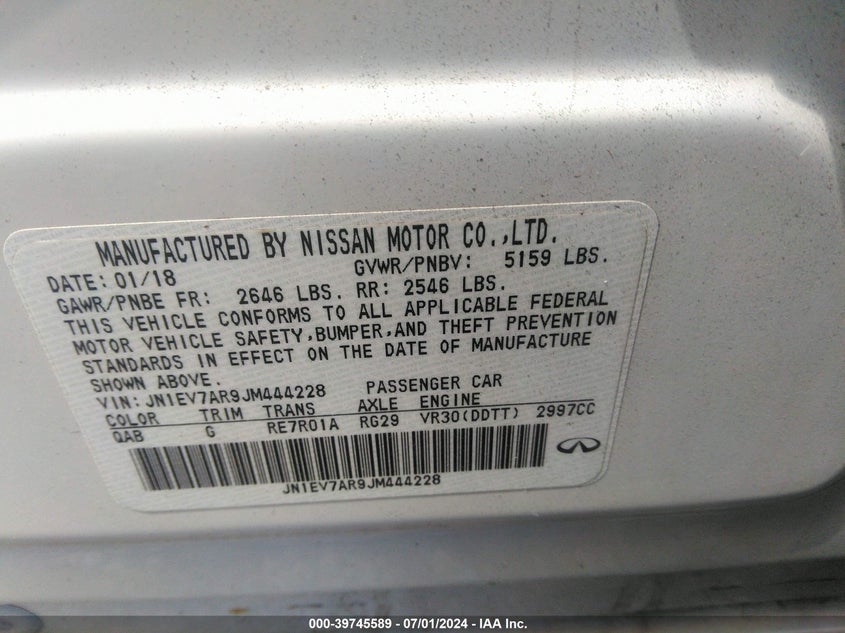 MANUFACTURED BY NISSAN MOTOR CO.,LTD.
DATE: 01/18 GVWR/PNBV: 5159 LBS.
GAWR/PNBE FR: 2646 LBS. RR: 2546 LBS.
THIS VEHICLE CONFORMS TO ALL APPLICABLE FEDERAL
MOTOR VEHICLE SAFETY,BUMPER,AND THEFT PREVENTION
STANDARDS IN EFFECT ON THE DATE OF MANUFACTURE
SHOWN ABOVE.
VIN: JN1EV7AR9JM444228 PASSENGER CAR
COLOR TRIM TRANS AXLE ENGINE
QAB G RE7R01A RG29 VR30(DDTT) 2997CC
JN1EV7AR9JM444228
000-39745589 - 07/01/2024 - IAA Inc.